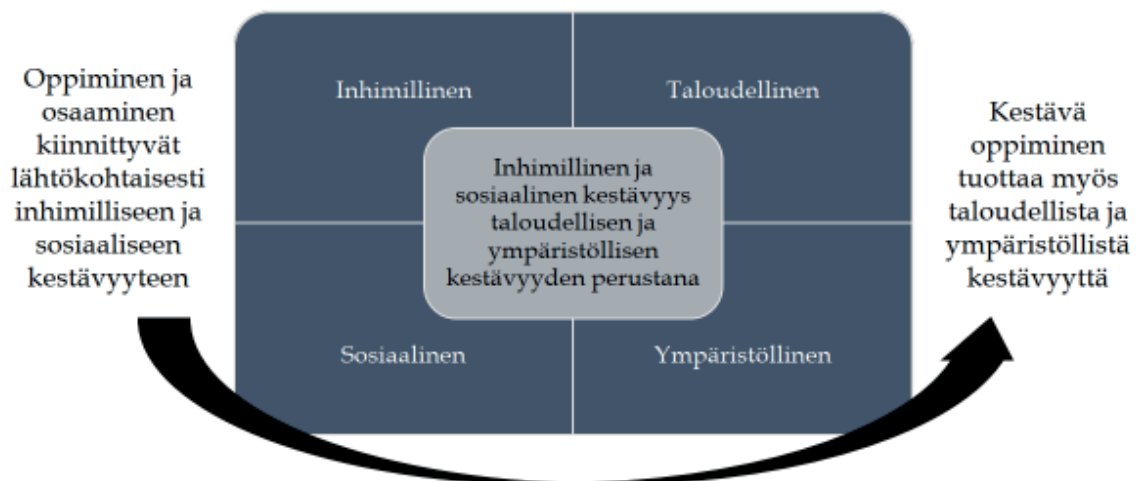 Oppiminen ja
osaaminen
kiinnittyvät
lähtökohtaisesti
inhimilliseen ja
sosiaaliseen
kestävyyteen
Inhimillinen
Taloudellinen
Inhimillinen ja
sosiaalinen kestävyys
taloudellisen ja
ympäristöllisen
kestävyyden perustana
Sosiaalinen
Ympäristöllinen
Kestävä
oppiminen
tuottaa myös
taloudellista ja
ympäristöllistä
kestävyyttä